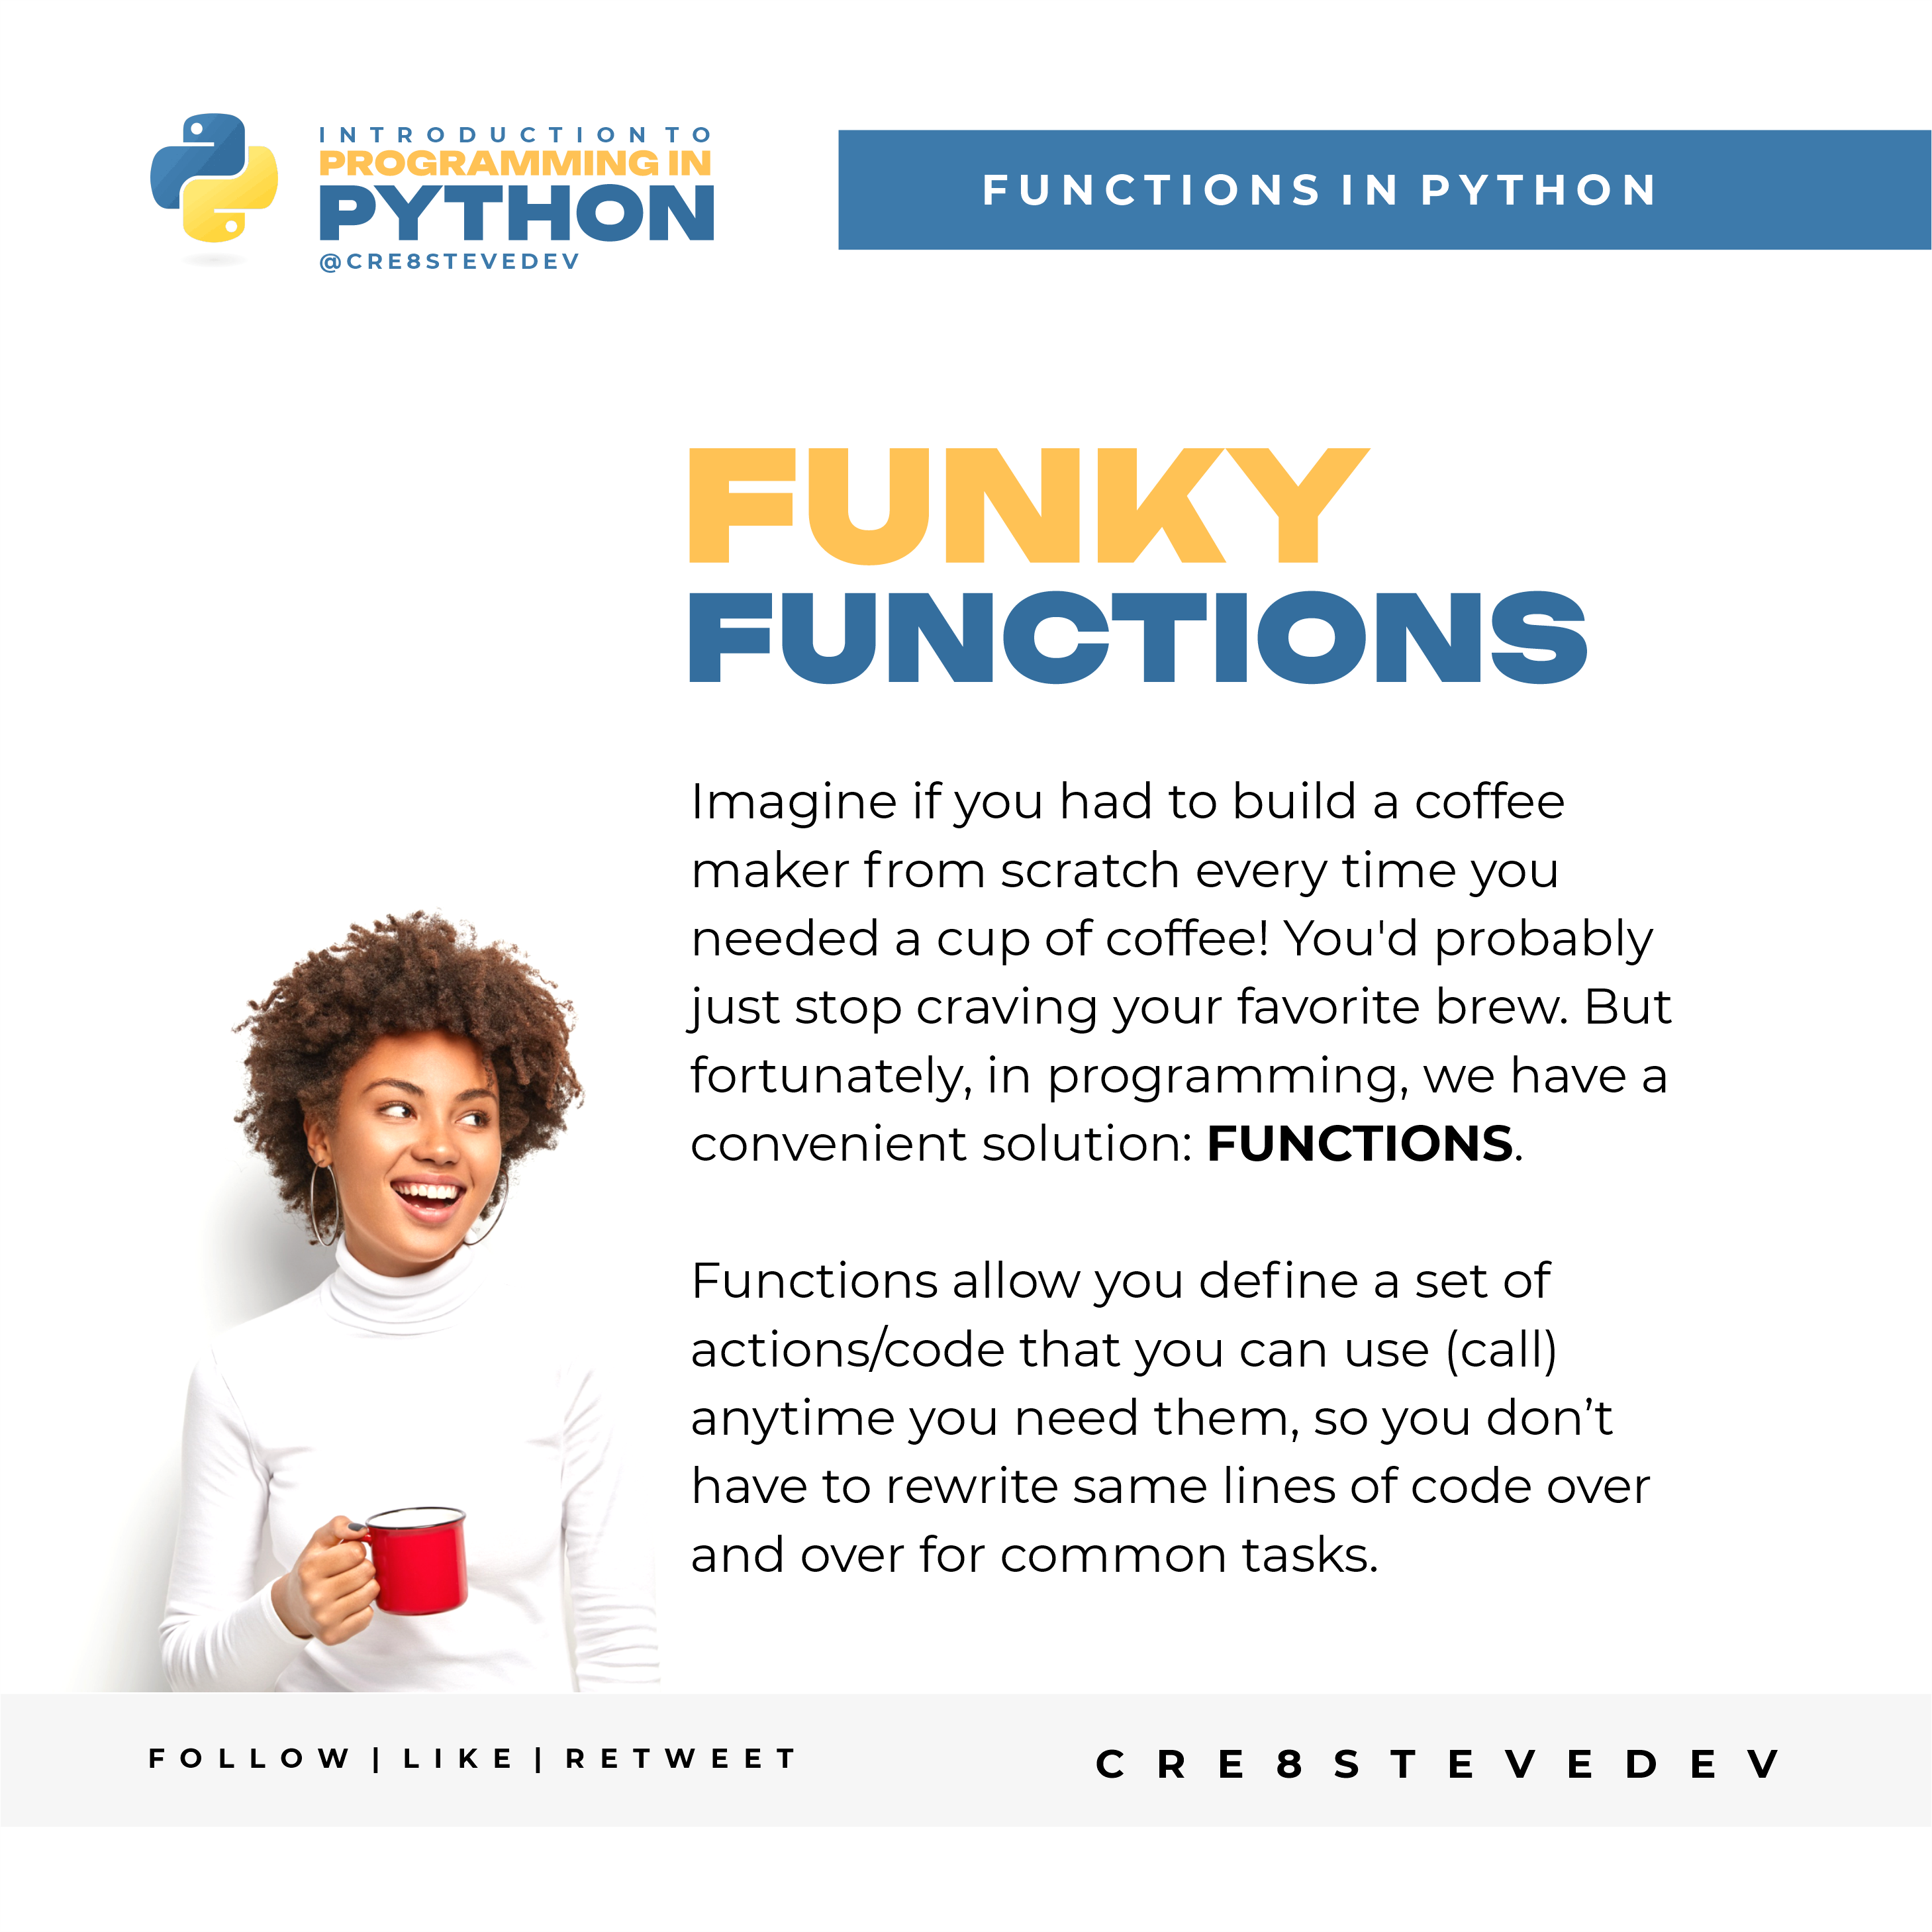 INTRODUCTION TO
PROGRAMMING IN
PYTHON
@CRE8STEVEDEV
FUNCTIONS IN PYTHON
FUNKY
FUNCTIONS
Imagine if you had to build a coffee
maker from scratch every time you
needed a cup of coffee! You'd probably
just stop craving your favorite brew. But
fortunately, in programming, we have a
convenient solution: FUNCTIONS.
Functions allow you define a set of
actions/code that you can use (call)
anytime you need them, so you don’t
have to rewrite same lines of code over
and over for common tasks.
FOLLOW | LIKE | RETWEET
CRE8STEVEDEV